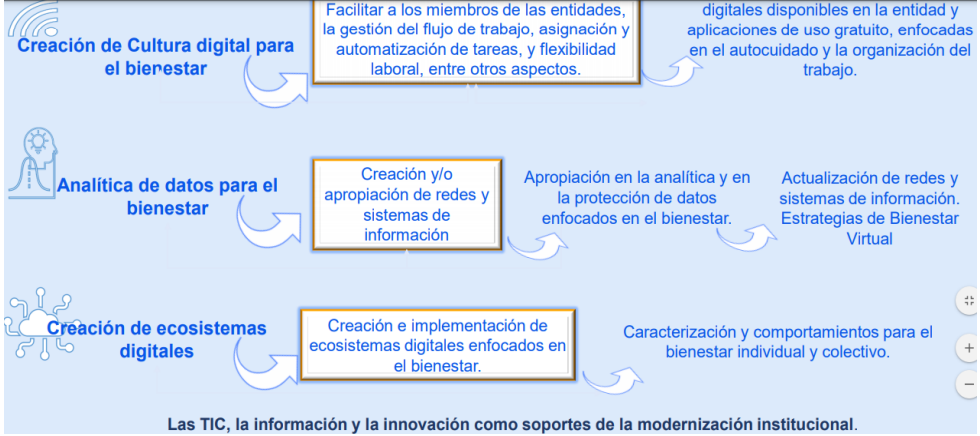 Creación de Cultura digital para
el bienestar
Facilitar a los miembros de las entidades,
la gestión del flujo de trabajo, asignación y
automatización de tareas, y flexibilidad
laboral, entre otros aspectos.
digitales disponibles en la entidad y
aplicaciones de uso gratuito, enfocadas
en el autocuidado y la organización del
trabajo.
Analítica de datos para el
bienestar
Creación y/o
apropiación de redes y
sistemas de
información
Apropiación en la analítica y en
la protección de datos
enfocados en el bienestar.
Actualización de redes y
sistemas de información.
Estrategias de Bienestar
Virtual
Creación de ecosistemas
digitales
Creación e implementación de
ecosistemas digitales enfocados en
el bienestar.
Caracterización y comportamientos para el
bienestar individual y colectivo.
Las TIC, la información y la innovación como soportes de la modernización institucional.